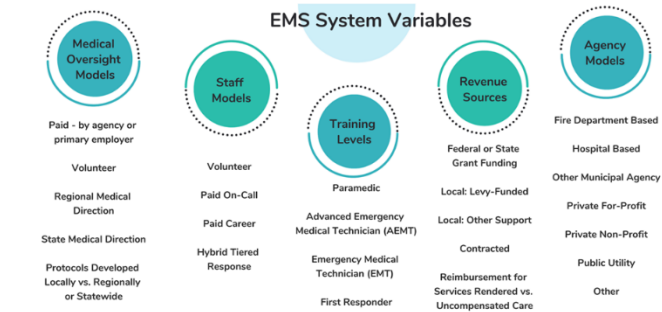 EMS System Variables
Medical
Oversight
Models
Paid - by agency or
primary employer
Volunteer
Regional Medical
Direction
State Medical Direction
Protocols Developed
Locally vs. Regionally
or Statewide
Staff
Models
Volunteer
Paid On-Call
Paid Career
Hybrid Tiered
Response
Training
Levels
Paramedic
Advanced Emergency
Medical Technician (AEMT)
Emergency Medical
Technician (EMT)
First Responder
Revenue
Sources
Federal or State
Grant Funding
Local: Levy-Funded
Local: Other Support
Contracted
Reimbursement for
Services Rendered vs.
Uncompensated Care
Agency
Models
Fire Department Based
Hospital Based
Other Municipal Agency
Private For-Profit
Private Non-Profit
Public Utility
Other